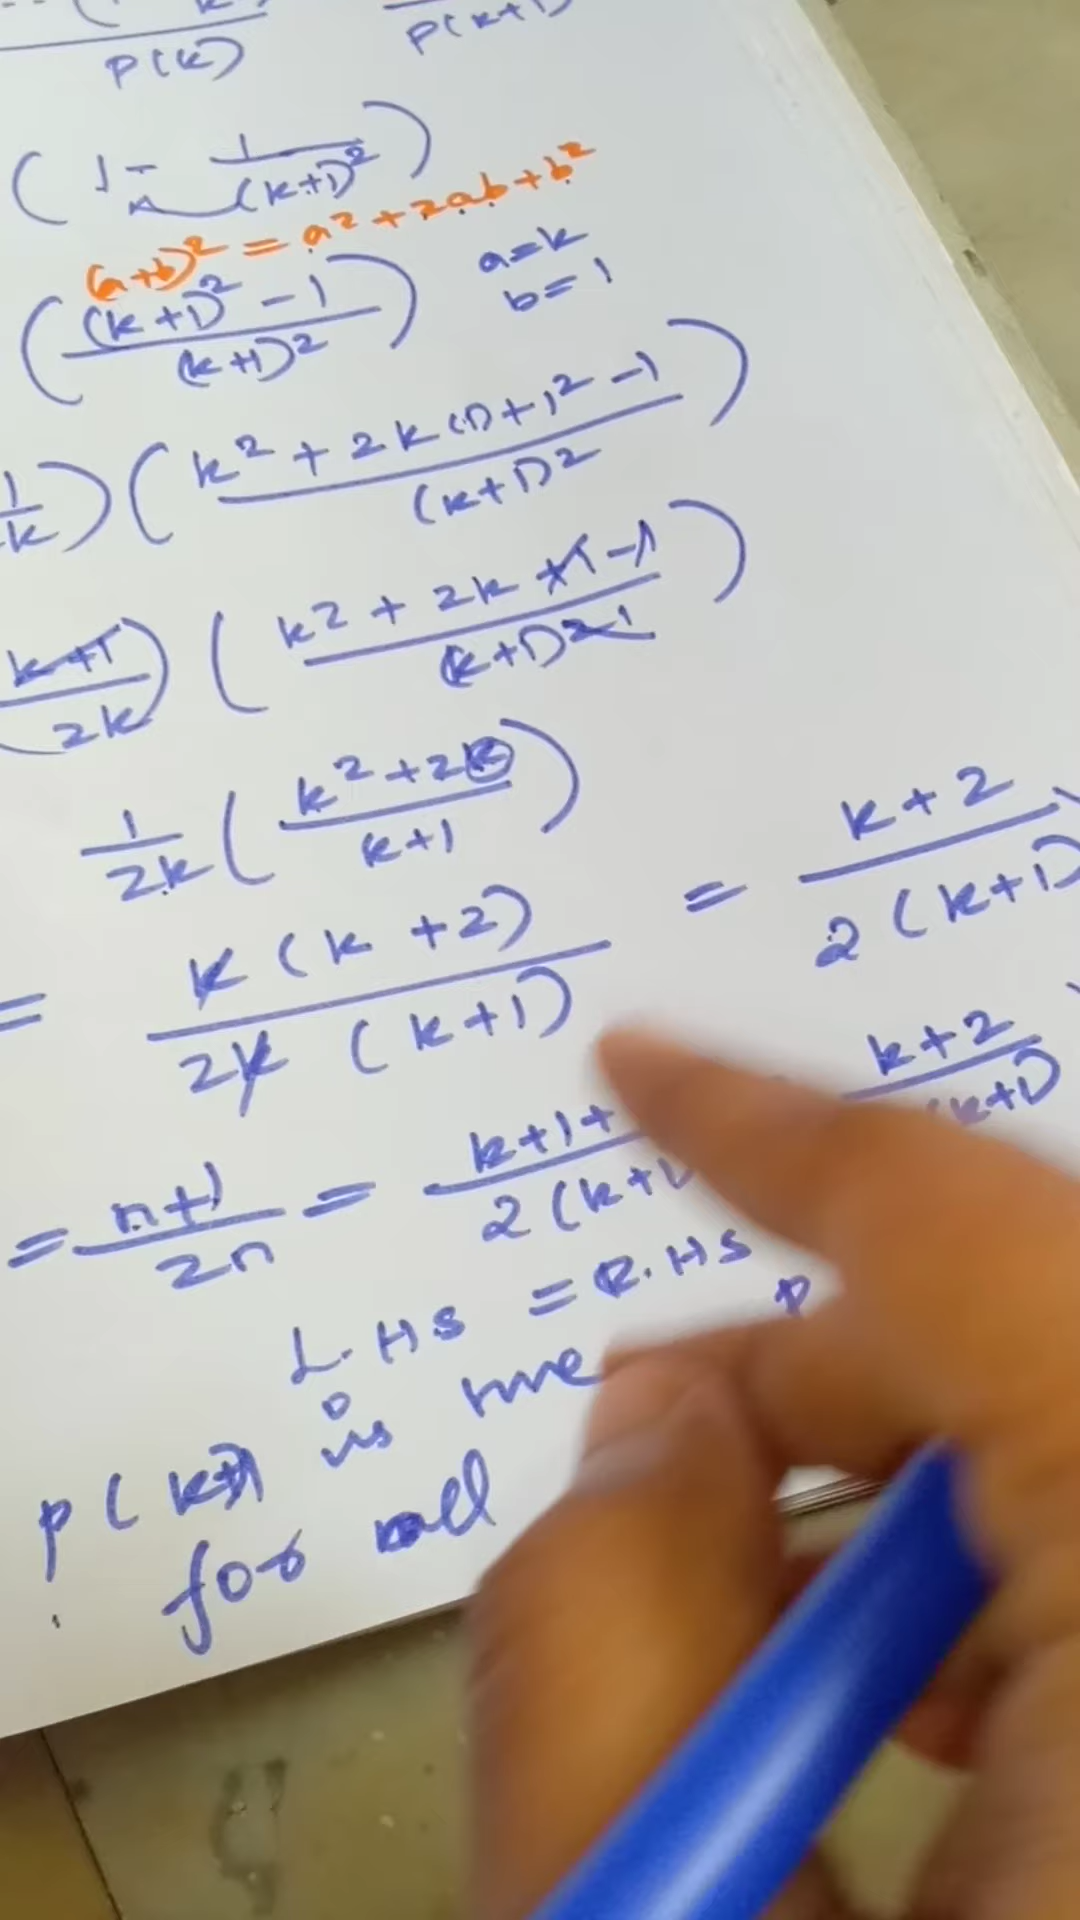 P(k) P(k+1)
(1 - 1/(k+1)²)
(a+b)² = a² + 2ab + b²
a=k
((k+1)² - 1)/(k+1)²
b=1
1/k) (k² + 2k(1) + 1² - 1)/(k+1)²
(k+1)/2k) (k² + 2k +1 -1)/(k+1)² 1
1/2k (k² + 2k)/(k+1)
= k(k+2)/2k(k+1) = k+2/2(k+1)
= n+1/2n = k+1+/2(k+1 k+2/(k+1)
L.HS = R.HS
P(k+1) is true P
for all